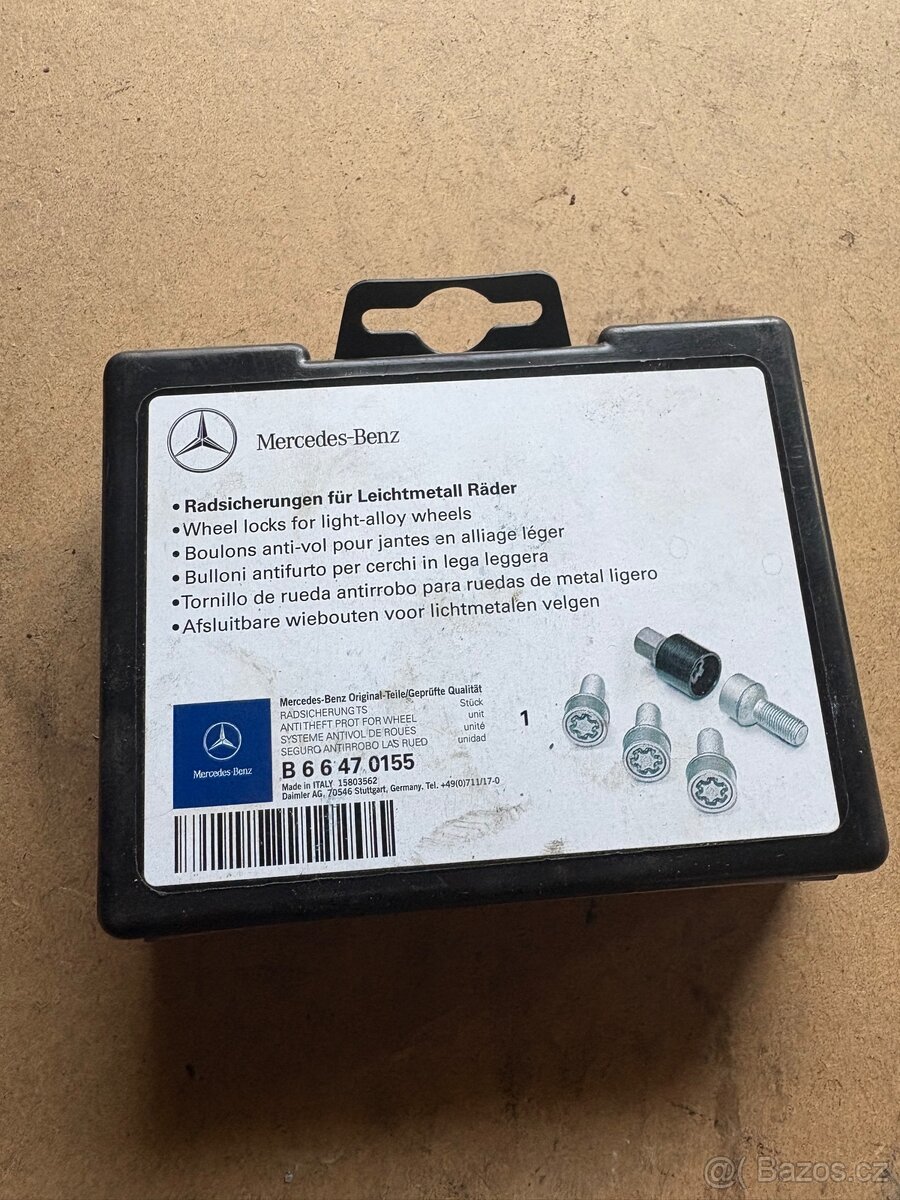 Mercedes-Benz
• Radsicherungen für Leichtmetall Räder
• Wheel locks for light-alloy wheels
• Boulons anti-vol pour jantes en alliage léger
• Bulloni antifurto per cerchi in lega leggera
• Tornillo de rueda antirrobo para ruedas de metal ligero
• Afsluitbare wiebouten voor lichtmetalen velgen
Mercedes-Benz Original-Teile/Geprüfte Qualität
RADSICHERUNG TS Stück
ANTI THEFT PROT FOR WHEEL unit
SYSTEME ANTIVOL DE ROUES unité
SEGURO ANTIRROBO LAS RUED unidad
1
B 6 6 47 0155
Made in ITALY 15803562
Daimler AG, 70546 Stuttgart, Germany. Tel. +49(0)711/17-0
Mercedes-Benz
@( Bazos.cz